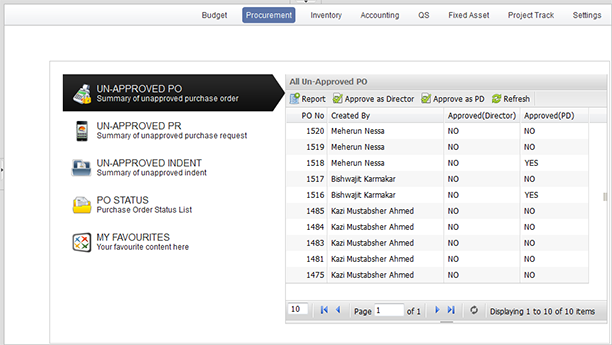 Budget Procurement Inventory Accounting QS Fixed Asset Project Track Settings
UN-APPROVED PO
Summary of unapproved purchase order
UN-APPROVED PR
Summary of unapproved purchase request
UN-APPROVED INDENT
Summary of unapproved indent
PO STATUS
Purchase Order Status List
MY FAVOURITES
Your favourite content here
All Un-Approved PO
Report Approve as Director Approve as PD Refresh
PO No Created By Approved(Director) Approved(PD)
1520 Meherun Nessa NO NO
1519 Meherun Nessa NO NO
1518 Meherun Nessa NO YES
1517 Bishwajit Karmakar NO NO
1516 Bishwajit Karmakar NO YES
1485 Kazi Mustabsher Ahmed NO NO
1484 Kazi Mustabsher Ahmed NO NO
1483 Kazi Mustabsher Ahmed NO NO
1481 Kazi Mustabsher Ahmed NO NO
1475 Kazi Mustabsher Ahmed NO NO
10 Page 1 of 1 Displaying 1 to 10 of 10 items